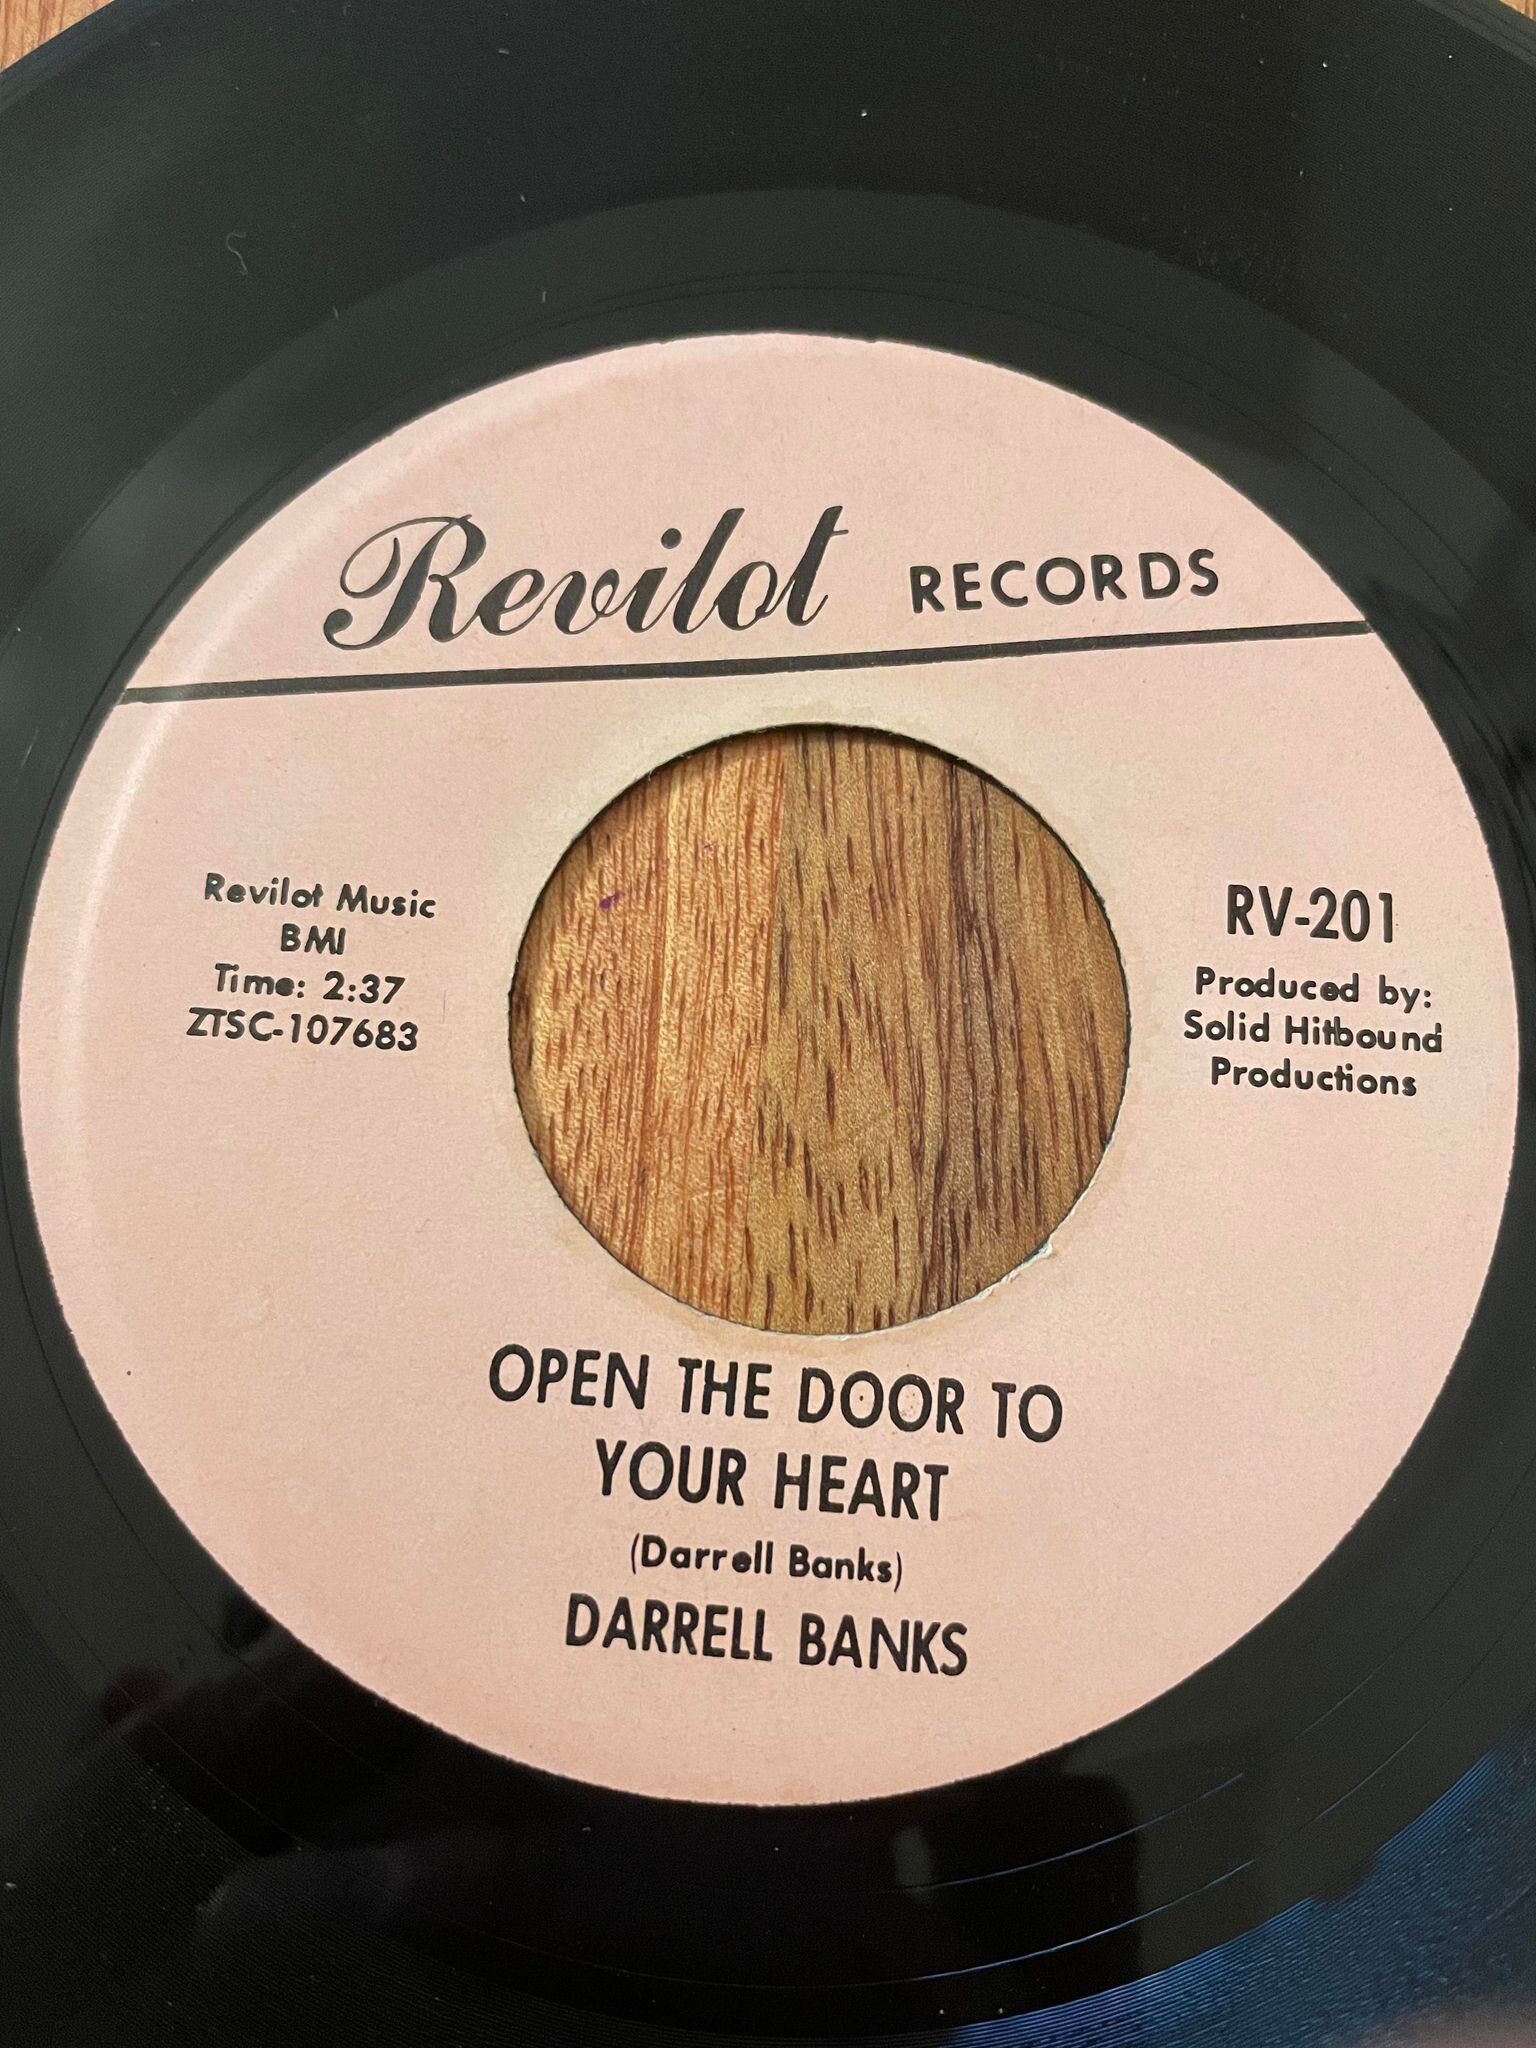 Revilot RECORDS
Revilot Music
BMI
Time: 2:37
ZTSC-107683
RV-201
Produced by:
Solid Hitbound
Productions
OPEN THE DOOR TO
YOUR HEART
(Darrell Banks)
DARRELL BANKS